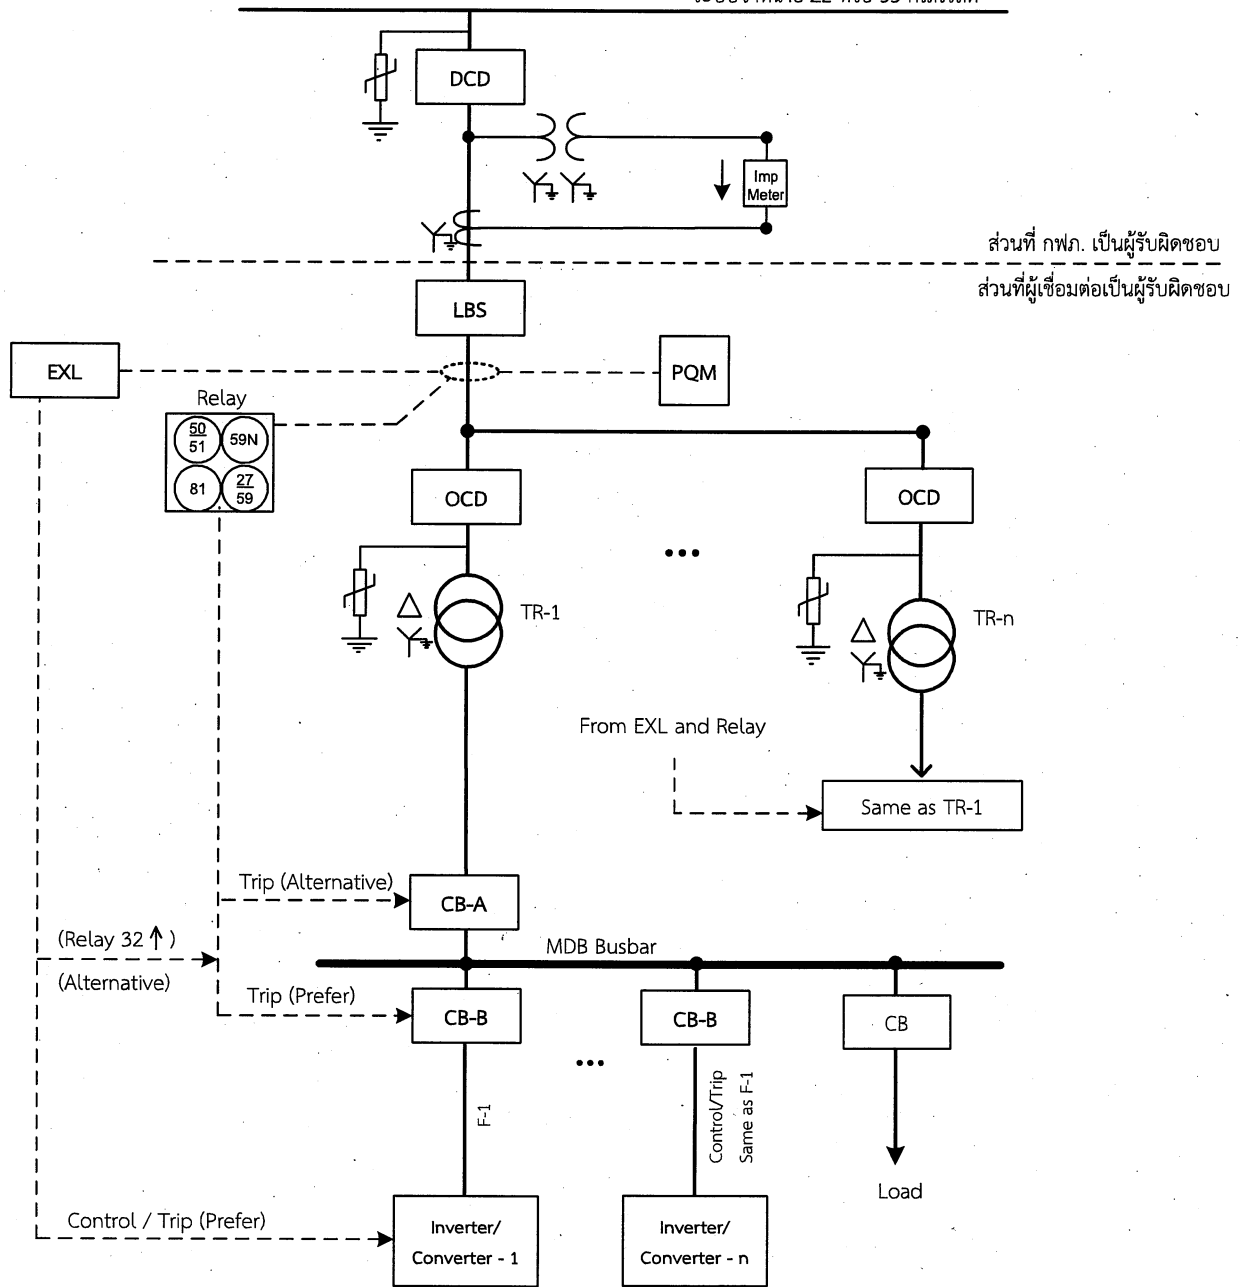 DCD
Imp
Meter
ส่วนที่ กฟภ. เป็นผู้รับผิดชอบ
ส่วนที่ผู้เชื่อมต่อเป็นผู้รับผิดชอบ
LBS
EXL
PQM
Relay
50
51
59N
81
27
59
OCD
OCD
TR-1
TR-n
From EXL and Relay
Same as TR-1
Trip (Alternative)
CB-A
(Relay 32 ↑)
(Alternative)
MDB Busbar
Trip (Prefer)
CB-B
CB-B
CB
F-1
Control/Trip
Same as F-1
Load
Control / Trip (Prefer)
Inverter/
Converter - 1
Inverter/
Converter - n